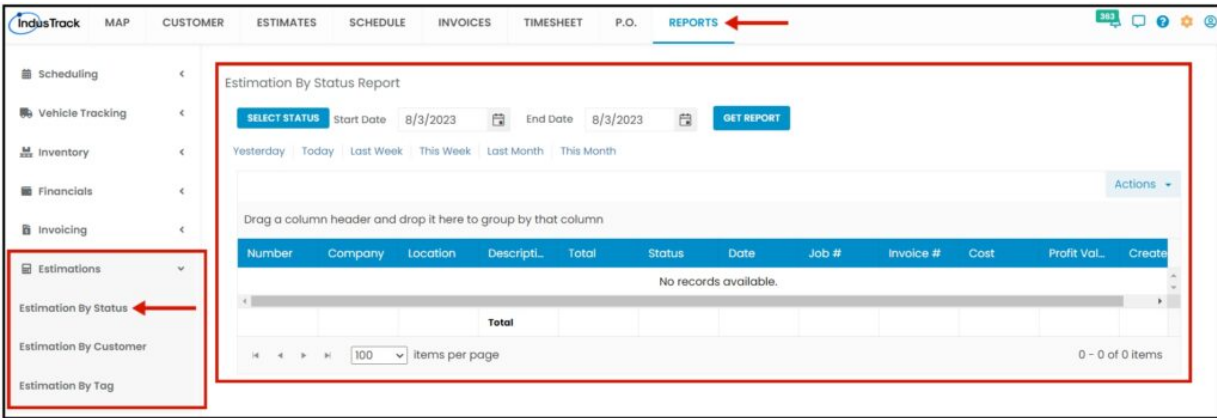 IndusTrack MAP CUSTOMER ESTIMATES SCHEDULE INVOICES TIMESHEET P.O. REPORTS 363
Scheduling
Vehicle Tracking
Inventory
Financials
Invoicing
Estimations
Estimation By Status
Estimation By Customer
Estimation By Tag
Estimation By Status Report
SELECT STATUS Start Date 8/3/2023 End Date 8/3/2023 GET REPORT
Yesterday Today Last Week This Week Last Month This Month
Actions
Drag a column header and drop it here to group by that column
Number Company Location Descripti... Total Status Date Job # Invoice # Cost Profit Val... Create
No records available.
Total
100 items per page 0 - 0 of 0 items